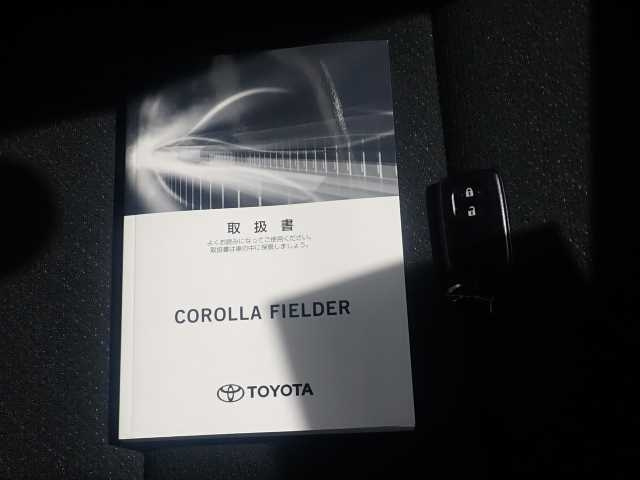 取扱書
よくお読みになってご使用ください。
取扱書は車の中に保管しましょう。
COROLLA FIELDER
TOYOTA